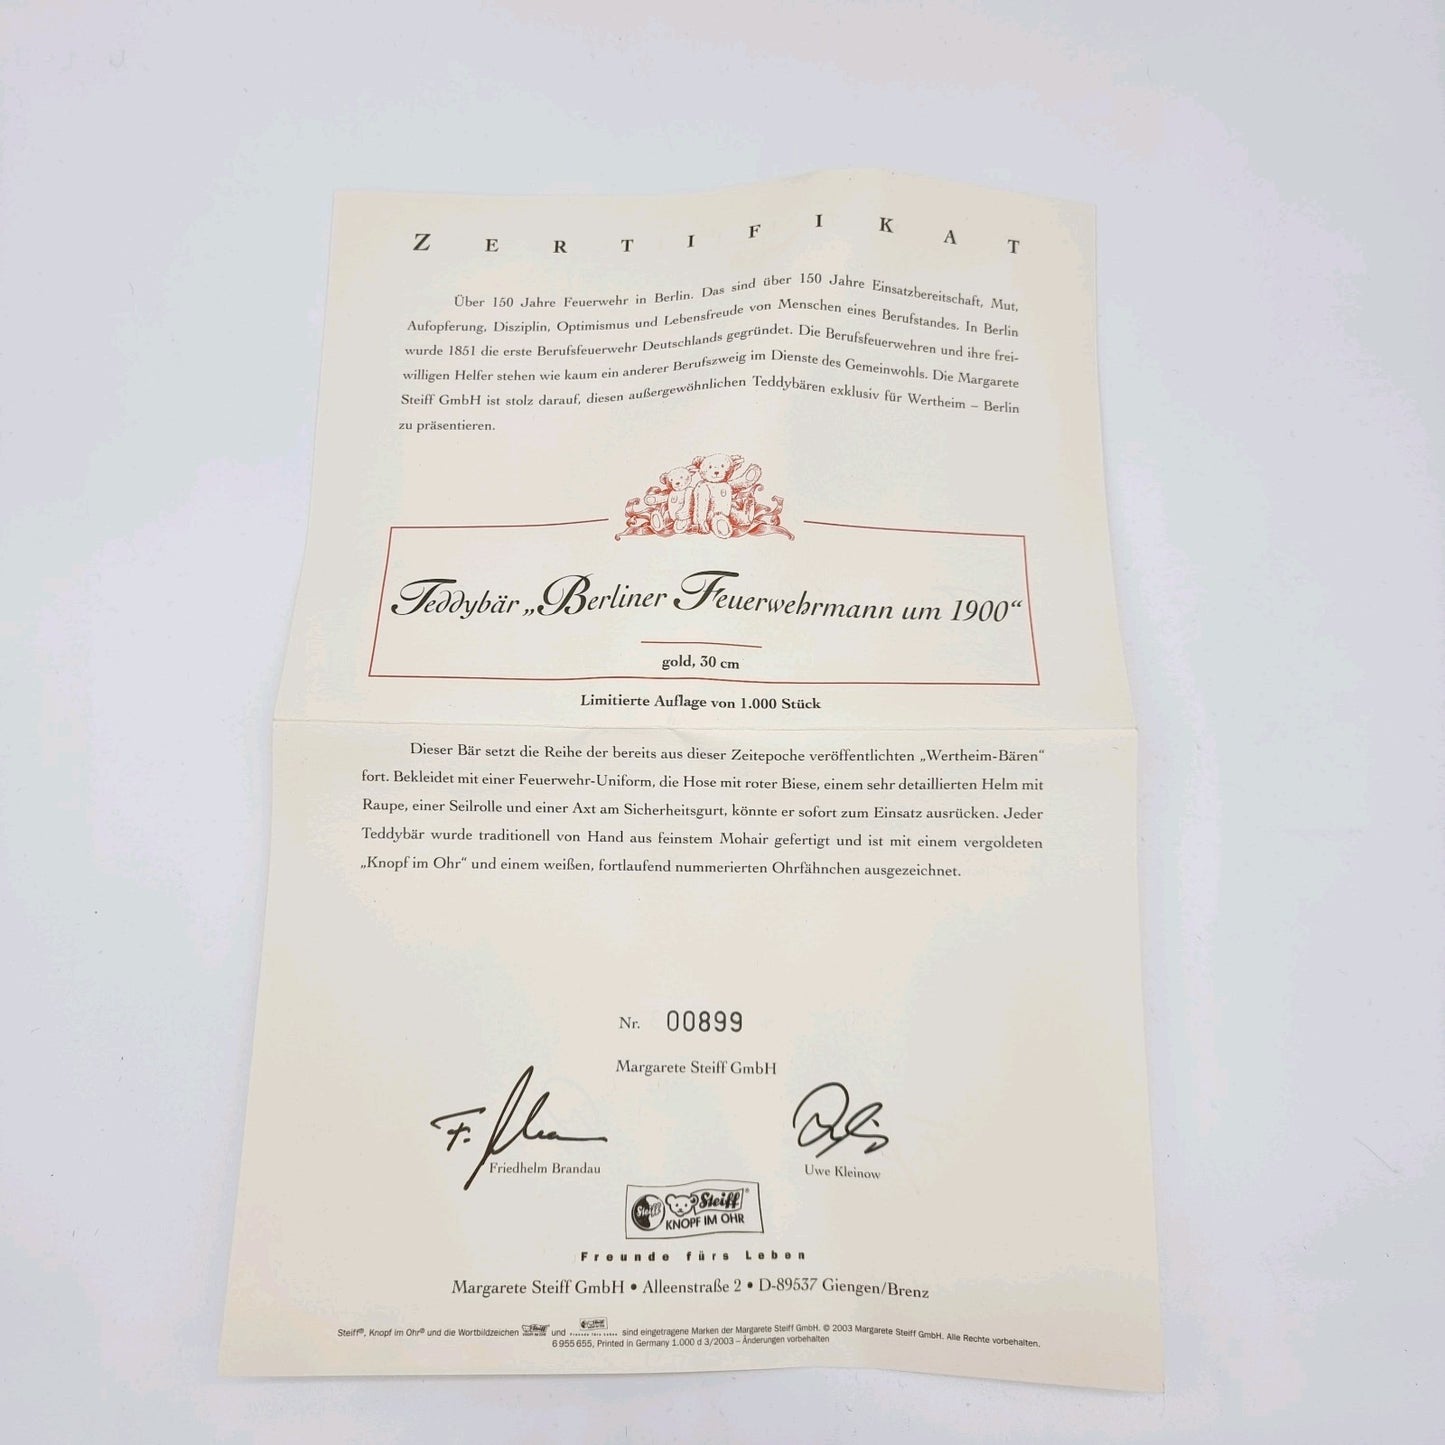 ZERTIFIKAT
Über 150 Jahre Feuerwehr in Berlin. Das sind über 150 Jahre Einsatzbereitschaft, Mut,
Aufopferung, Disziplin, Optimismus und Lebensfreude von Menschen eines Berufstandes. In Berlin
wurde 1851 die erste Berufsfeuerwehr Deutschlands gegründet. Die Berufsfeuerwehren und ihre frei-
willigen Helfer stehen wie kaum ein anderer Berufszweig im Dienste des Gemeinwohls. Die Margarete
Steiff GmbH ist stolz darauf, diesen außergewöhnlichen Teddybären exklusiv für Wertheim – Berlin
zu präsentieren.
Teddybär „Berliner Feuerwehrmann um 1900“
gold, 30 cm
Limitierte Auflage von 1.000 Stück
Dieser Bär setzt die Reihe der bereits aus dieser Zeitepoche veröffentlichten „Wertheim-Bären“
fort. Bekleidet mit einer Feuerwehr-Uniform, die Hose mit roter Biese, einem sehr detaillierten Helm mit
Raupe, einer Seilrolle und einer Axt am Sicherheitsgurt, könnte er sofort zum Einsatz ausrücken. Jeder
Teddybär wurde traditionell von Hand aus feinstem Mohair gefertigt und ist mit einem vergoldeten
„Knopf im Ohr“ und einem weißen, fortlaufend nummerierten Ohrfähnchen ausgezeichnet.
Nr. 00899
Margarete Steiff GmbH
Friedhelm Brandau
Uwe Kleinow
Steiff Steiff®
KNOPF IM OHR
Freunde fürs Leben
Margarete Steiff GmbH • Alleenstraße 2 • D-89537 Giengen/Brenz
Steiff®, Knopf im Ohr® und die Wortbildzeichen und sind eingetragene Marken der Margarete Steiff GmbH. © 2003 Margarete Steiff GmbH. Alle Rechte vorbehalten.
6 955 655, Printed in Germany 1.000 d 3/2003 – Änderungen vorbehalten